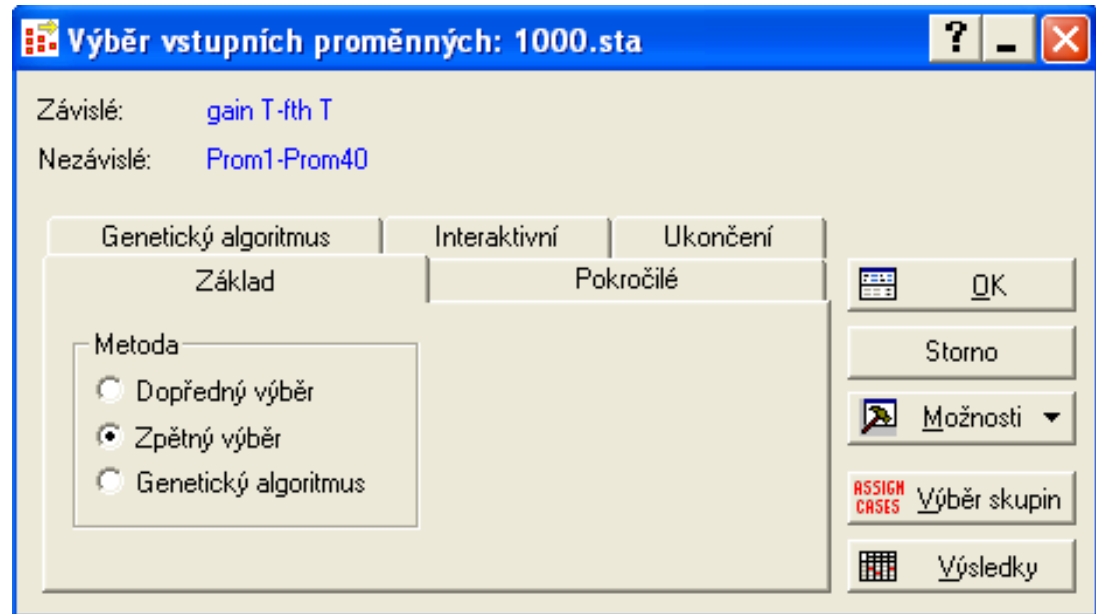 Výběr vstupních proměnných: 1000.sta
?
Závislé: gain T-fth T
Nezávislé: Prom1-Prom40
Genetický algoritmus Interaktivní Ukončení
Základ Pokročilé
Metoda
Dopředný výběr
Zpětný výběr
Genetický algoritmus
OK
Storno
Možnosti
ASSIGN CASES Výběr skupin
Výsledky